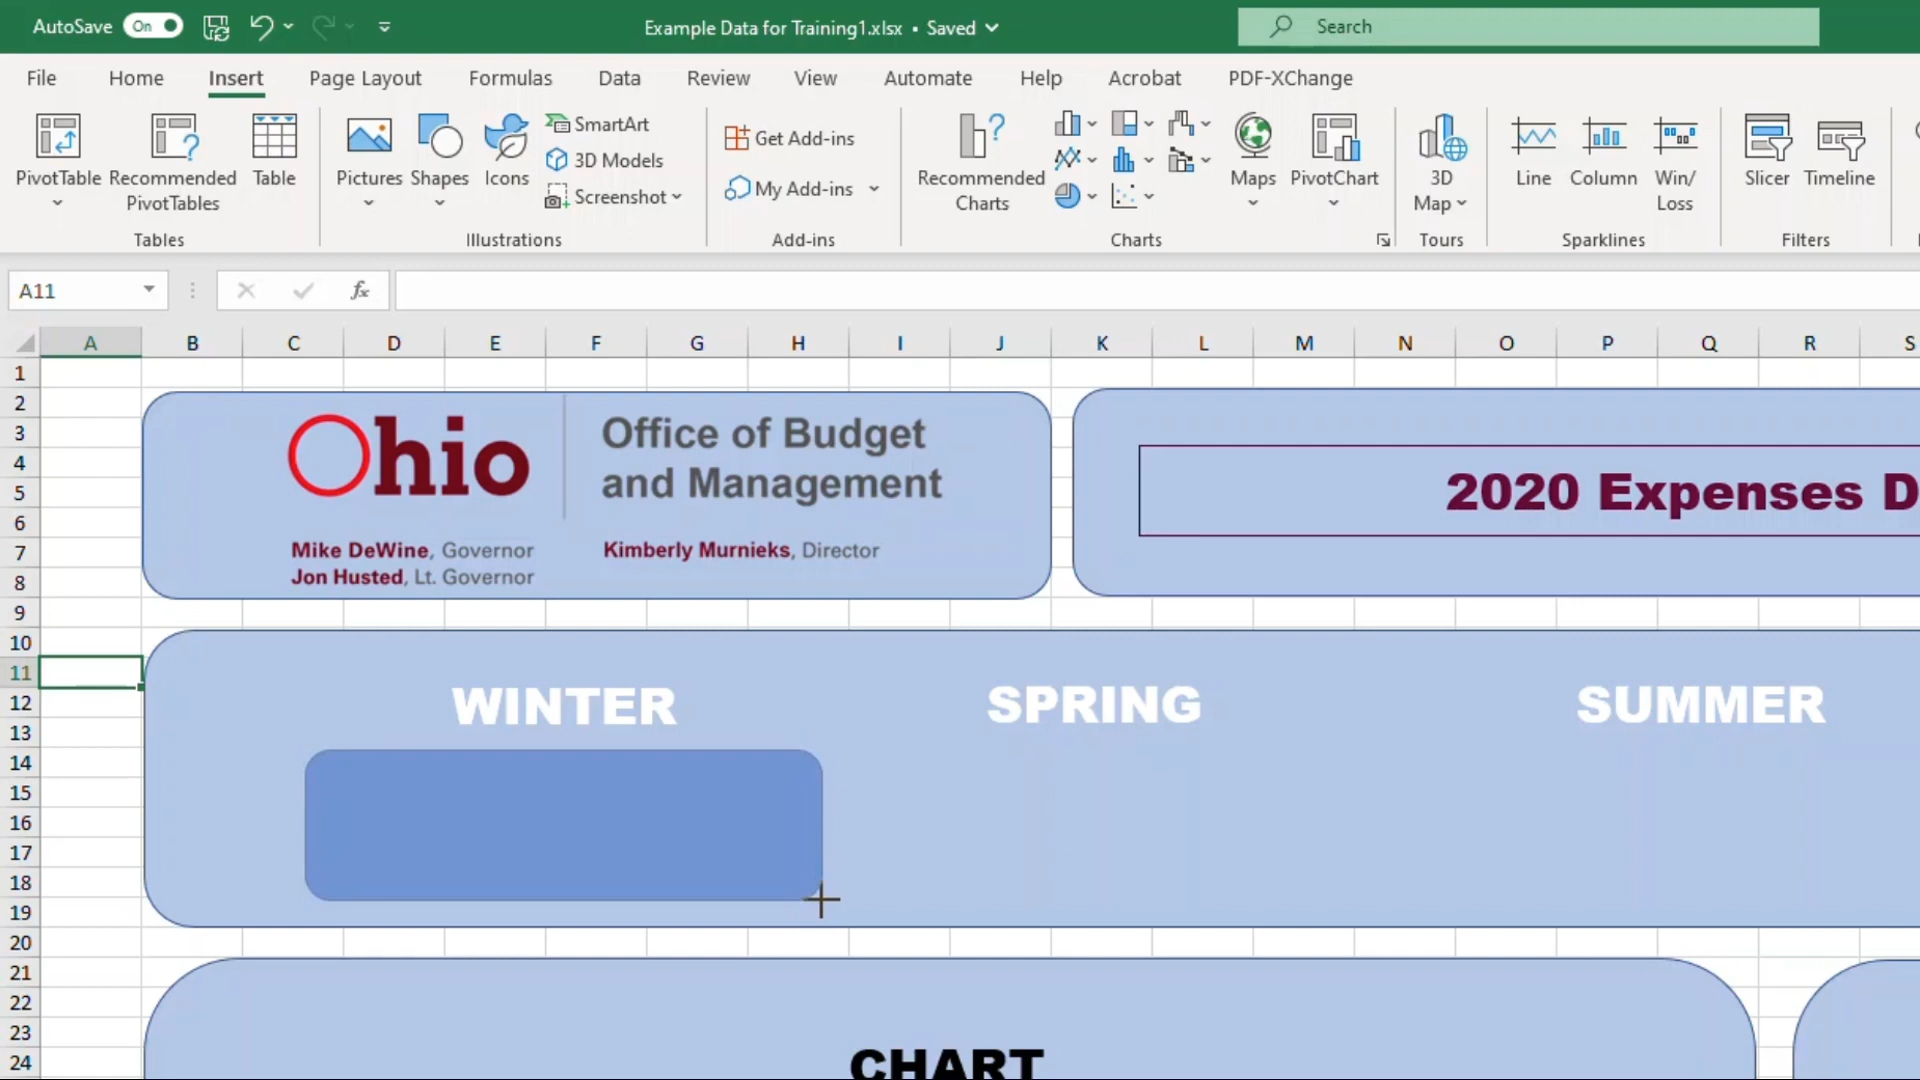 AutoSave On
Example Data for Training1.xlsx • Saved
Search
File Home Insert Page Layout Formulas Data Review View Automate Help Acrobat PDF-XChange
PivotTable
Recommended
PivotTables
Table
Tables
Pictures
Shapes
Icons
SmartArt
3D Models
Screenshot
Illustrations
Get Add-ins
My Add-ins
Add-ins
Recommended
Charts
Maps
PivotChart
Charts
3D
Map
Tours
Line
Column
Win/
Loss
Sparklines
Slicer
Timeline
Filters
A11
fx
A B C D E F G H I J K L M N O P Q R S
1
2
3
4
5
6
7
8
9
10
11
12
13
14
15
16
17
18
19
20
21
22
23
24
Ohio
Office of Budget
and Management
Mike DeWine, Governor
Jon Husted, Lt. Governor
Kimberly Murnieks, Director
2020 Expenses D
WINTER
SPRING
SUMMER
CHART